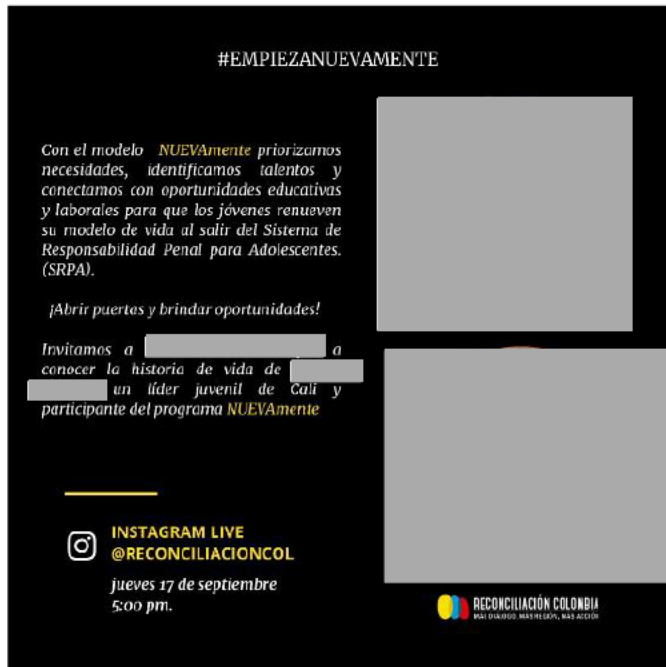 #EMPIEZANUEVAMENTE
Con el modelo NUEVAmente priorizamos
necesidades, identificamos talentos y
conectamos con oportunidades educativas
y laborales para que los jóvenes renueven
su modelo de vida al salir del Sistema de
Responsabilidad Penal para Adolescentes.
(SRPA).
¡Abrir puertas y brindar oportunidades!
Invitamos a a
conocer la historia de vida de
un líder juvenil de Cali y
participante del programa NUEVAmente
INSTAGRAM LIVE
@RECONCILIACIONCOL
jueves 17 de septiembre
5:00 pm.
RECONCILIACIÓN COLOMBIA
MÁS DIÁLOGO, MÁS REGIÓN, MÁS ACCIÓN